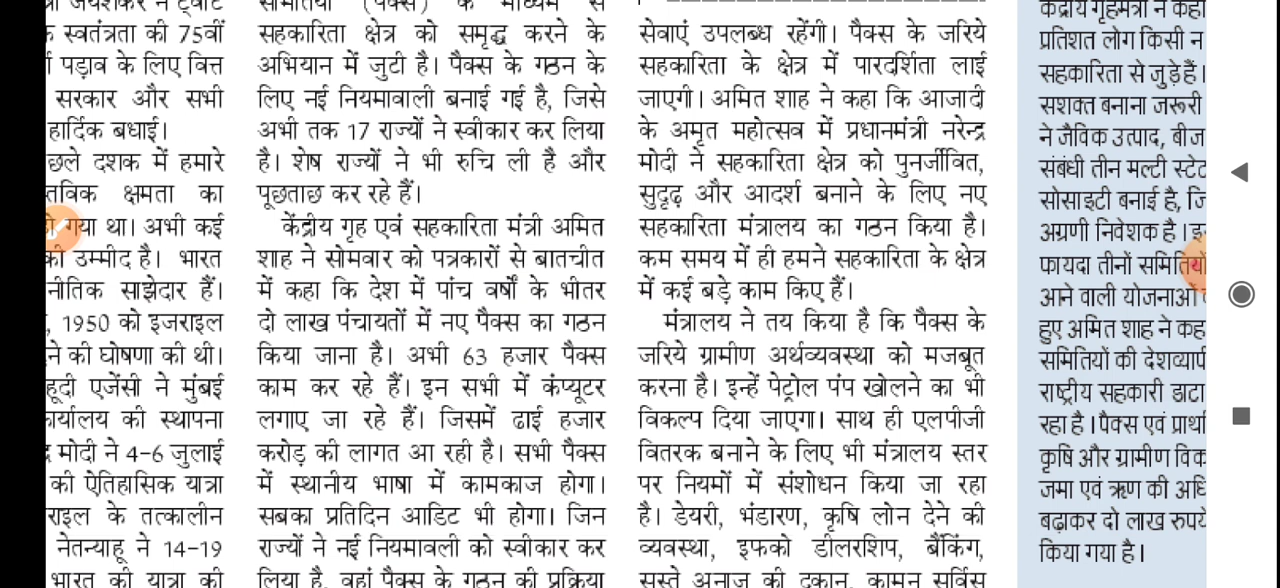 स्वतंत्रता की 75वीं
पड़ाव के लिए वित्त
सरकार और सभी
हार्दिक बधाई।
छले दशक में हमारे
तविक क्षमता का
गया था। अभी कई
की उम्मीद है। भारत
नीतिक साझेदार हैं।
, 1950 को इजराइल
ने की घोषणा की थी।
हूदी एजेंसी ने मुंबई
कार्यालय की स्थापना
मोदी ने 4-6 जुलाई
की ऐतिहासिक यात्रा
राइल के तत्कालीन
नेतन्याहू ने 14-19
भारत की यात्रा की
समितियों (पैक्स) के माध्यम से
सहकारिता क्षेत्र को समृद्ध करने के
अभियान में जुटी है। पैक्स के गठन के
लिए नई नियमावाली बनाई गई है, जिसे
अभी तक 17 राज्यों ने स्वीकार कर लिया
है। शेष राज्यों ने भी रुचि ली है और
पूछताछ कर रहे हैं।
केंद्रीय गृह एवं सहकारिता मंत्री अमित
शाह ने सोमवार को पत्रकारों से बातचीत
में कहा कि देश में पांच वर्षों के भीतर
दो लाख पंचायतों में नए पैक्स का गठन
किया जाना है। अभी 63 हजार पैक्स
काम कर रहे हैं। इन सभी में कंप्यूटर
लगाए जा रहे हैं। जिसमें ढाई हजार
करोड़ की लागत आ रही है। सभी पैक्स
में स्थानीय भाषा में कामकाज होगा।
सबका प्रतिदिन आडिट भी होगा। जिन
राज्यों ने नई नियमावली को स्वीकार कर
लिया है, वहां पैक्स के गठन की प्रक्रिया
सेवाएं उपलब्ध रहेंगी। पैक्स के जरिये
सहकारिता के क्षेत्र में पारदर्शिता लाई
जाएगी। अमित शाह ने कहा कि आजादी
के अमृत महोत्सव में प्रधानमंत्री नरेन्द्र
मोदी ने सहकारिता क्षेत्र को पुनर्जीवित,
सुदृढ़ और आदर्श बनाने के लिए नए
सहकारिता मंत्रालय का गठन किया है।
कम समय में ही हमने सहकारिता के क्षेत्र
में कई बड़े काम किए हैं।
मंत्रालय ने तय किया है कि पैक्स के
जरिये ग्रामीण अर्थव्यवस्था को मजबूत
करना है। इन्हें पेट्रोल पंप खोलने का भी
विकल्प दिया जाएगा। साथ ही एलपीजी
वितरक बनाने के लिए भी मंत्रालय स्तर
पर नियमों में संशोधन किया जा रहा
है। डेयरी, भंडारण, कृषि लोन देने की
व्यवस्था, इफको डीलरशिप, बैंकिंग,
सस्ते अनाज की दुकान, कामन सर्विस
केंद्रीय गृहमंत्री ने कहा
प्रतिशत लोग किसी न
सहकारिता से जुड़े हैं।
सशक्त बनाना जरूरी
ने जैविक उत्पाद, बीज
संबंधी तीन मल्टी स्टेट
सोसाइटी बनाई है, जि
अग्रणी निवेशक है। इ
फायदा तीनों समितियों
आने वाली योजनाओं
हुए अमित शाह ने कह
समितियों की देशव्यापी
राष्ट्रीय सहकारी डाटा
रहा है। पैक्स एवं प्राथ
कृषि और ग्रामीण विक
जमा एवं ऋण की अधि
बढ़ाकर दो लाख रुपये
किया गया है।